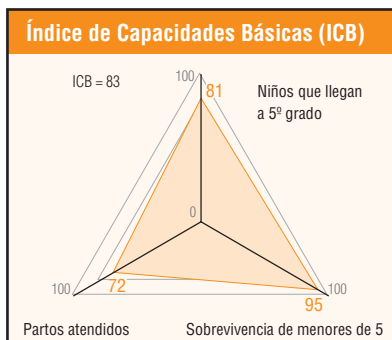 Índice de Capacidades Básicas (ICB)
ICB = 83
100
81
Niños que llegan
a 5º grado
0
100
72
100
95
Partos atendidos
Sobrevivencia de menores de 5